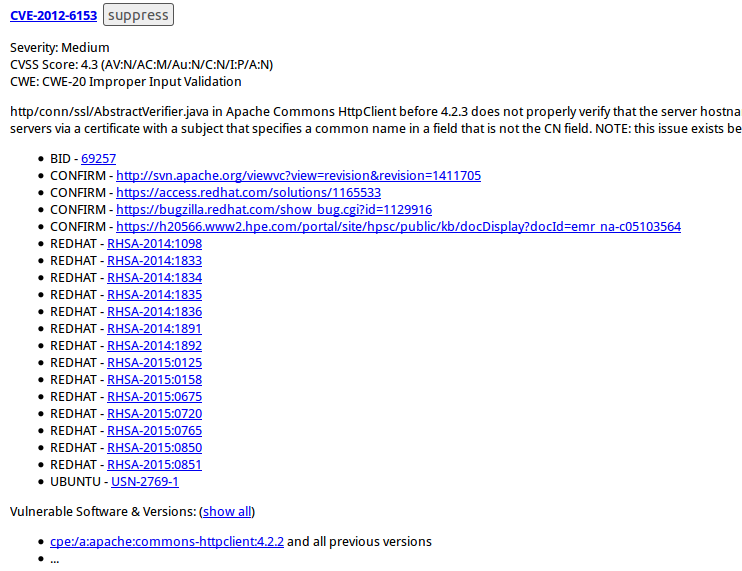 CVE-2012-6153 suppress
Severity: Medium
CVSS Score: 4.3 (AV:N/AC:M/Au:N/C:N/I:P/A:N)
CWE: CWE-20 Improper Input Validation
http/conn/ssl/AbstractVerifier.java in Apache Commons HttpClient before 4.2.3 does not properly verify that the server hostna
servers via a certificate with a subject that specifies a common name in a field that is not the CN field. NOTE: this issue exists be
• BID - 69257
• CONFIRM - http://svn.apache.org/viewvc?view=revision&revision=1411705
• CONFIRM - https://access.redhat.com/solutions/1165533
• CONFIRM - https://bugzilla.redhat.com/show_bug.cgi?id=1129916
• CONFIRM - https://h20566.www2.hpe.com/portal/site/hpsc/public/kb/docDisplay?docId=emr_na-c05103564
• REDHAT - RHSA-2014:1098
• REDHAT - RHSA-2014:1833
• REDHAT - RHSA-2014:1834
• REDHAT - RHSA-2014:1835
• REDHAT - RHSA-2014:1836
• REDHAT - RHSA-2014:1891
• REDHAT - RHSA-2014:1892
• REDHAT - RHSA-2015:0125
• REDHAT - RHSA-2015:0158
• REDHAT - RHSA-2015:0675
• REDHAT - RHSA-2015:0720
• REDHAT - RHSA-2015:0765
• REDHAT - RHSA-2015:0850
• REDHAT - RHSA-2015:0851
• UBUNTU - USN-2769-1
Vulnerable Software & Versions: (show all)
• cpe:/a:apache:commons-httpclient:4.2.2 and all previous versions
• ...